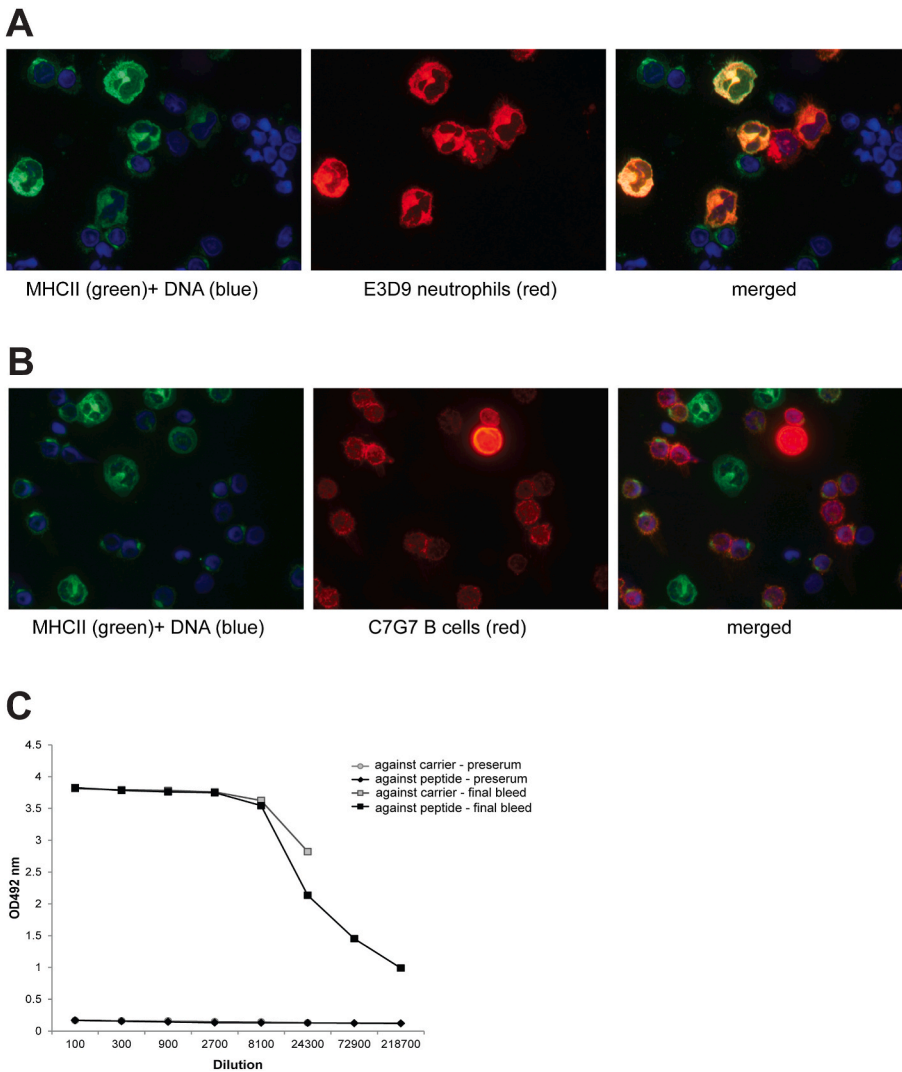 A
MHCII (green)+ DNA (blue)
E3D9 neutrophils (red)
merged
B
MHCII (green)+ DNA (blue)
C7G7 B cells (red)
merged
C
4.5
4
3.5
3
2.5
2
1.5
1
0.5
0
OD492 nm
against carrier - preserum
against peptide - preserum
against carrier - final bleed
against peptide - final bleed
100 300 900 2700 8100 24300 72900 218700
Dilution